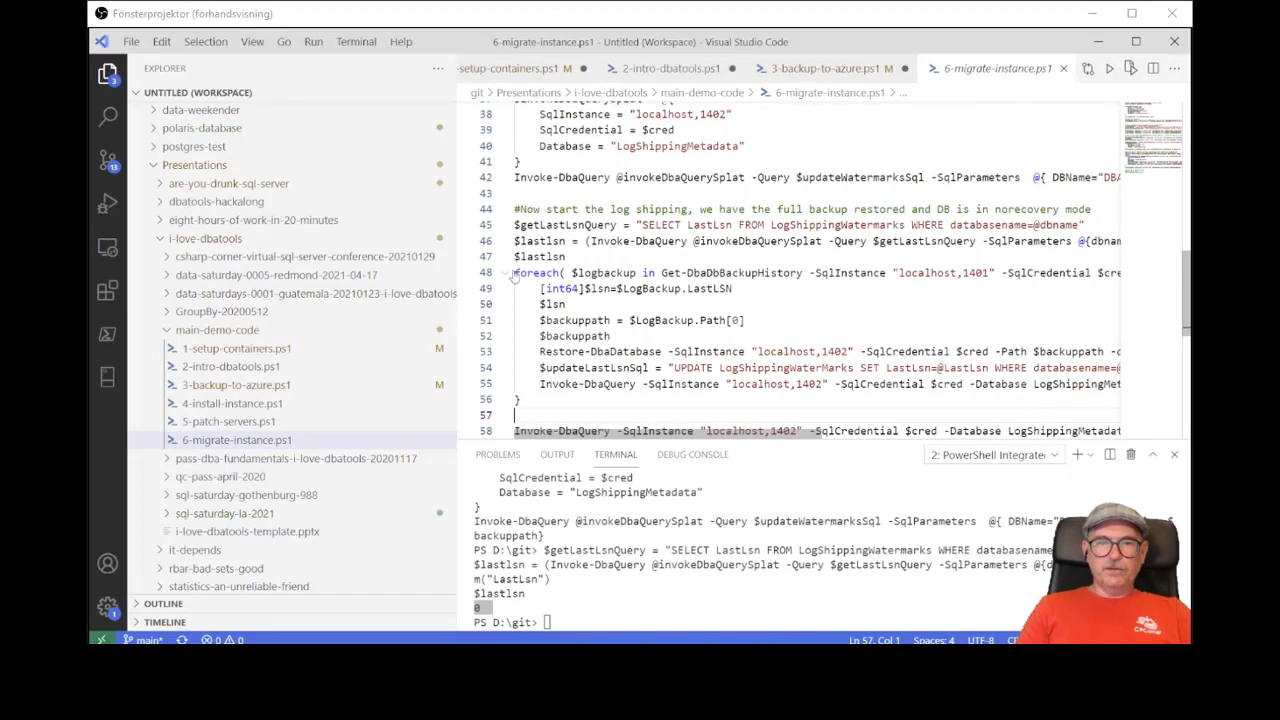 Fönsterprojektor (förhandsvisning)
File Edit Selection View Go Run Terminal Help
6-migrate-instance.ps1 - Untitled (Workspace) - Visual Studio Code
EXPLORER
-setup-containers.ps1 M
2-intro-dbatools.ps1
3-backup-to-azure.ps1 M
6-migrate-instance.ps1
UNTITLED (WORKSPACE)
git > Presentations > i-love-dbatools > main-demo-code > 6-migrate-instance.ps1 > ...
3
13
1
data-weekender
polaris-database
postgres-test
Presentations
are-you-drunk-sql-server
dbatools-hackalong
eight-hours-of-work-in-20-minutes
i-love-dbatools
csharp-corner-virtual-sql-server-conference-20210129
data-saturday-0005-redmond-2021-04-17
data-saturdays-0001-guatemala-20210123-i-love-dbatools
GroupBy-20200512
main-demo-code
1-setup-containers.ps1 M
2-intro-dbatools.ps1
3-backup-to-azure.ps1 M
4-install-instance.ps1
5-patch-servers.ps1
6-migrate-instance.ps1
pass-dba-fundamentals-i-love-dbatools-20201117
qc-pass-april-2020
sql-saturday-gothenburg-988
sql-saturday-la-2021
i-love-dbatools-template.pptx
it-depends
rbar-bad-sets-good
statistics-an-unreliable-friend
OUTLINE
TIMELINE
38 SqlInstance = "localhost,1402"
39 SqlCredential = $cred
40 Database = "LogShippingMetadata"
41 }
42 Invoke-DbaQuery @invokeDbaQuerySplat -Query $updateWatermarksSql -SqlParameters @{ DBName="DBA
43
44 #Now start the log shipping, we have the full backup restored and DB is in norecovery mode
45 $getLastLsnQuery = "SELECT LastLsn FROM LogShippingWatermarks WHERE databasename=@dbname"
46 $lastlsn = (Invoke-DbaQuery @invokeDbaQuerySplat -Query $getLastLsnQuery -SqlParameters @{dbnam
47 $lastlsn
48 foreach( $logbackup in Get-DbaDbBackupHistory -SqlInstance "localhost,1401" -SqlCredential $cre
49 [int64]$lsn=$LogBackup.LastLSN
50 $lsn
51 $backuppath = $LogBackup.Path[0]
52 $backuppath
53 Restore-DbaDatabase -SqlInstance "localhost,1402" -SqlCredential $cred -Path $backuppath -d
54 $updateLastLsnSql = "UPDATE LogShippingWaterMarks SET LastLsn=@LastLsn WHERE databasename=@
55 Invoke-DbaQuery -SqlInstance "localhost,1402" -SqlCredential $cred -Database LogShippingMet
56 }
57
58 Invoke-DbaQuery -SqlInstance "localhost,1402" -SqlCredential $cred -Database LogShippingMetadat
PROBLEMS OUTPUT TERMINAL DEBUG CONSOLE
2: PowerShell Integrate
SqlCredential = $cred
Database = "LogShippingMetadata"
}
Invoke-DbaQuery @invokeDbaQuerySplat -Query $updateWatermarksSql -SqlParameters @{ DBName="
backuppath}
PS D:\git> $getLastLsnQuery = "SELECT LastLsn FROM LogShippingWatermarks WHERE databasename=
$lastlsn = (Invoke-DbaQuery @invokeDbaQuerySplat -Query $getLastLsnQuery -SqlParameters @{d
m("LastLsn")
$lastlsn
0
PS D:\git>
main* 0 0
Ln 57, Col 1 Spaces: 4 UTF-8